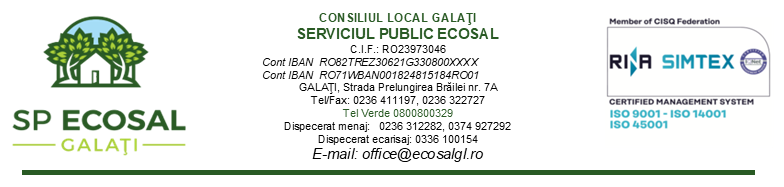 SP ECOSAL
GALAŢI
CONSILIUL LOCAL GALAŢI
SERVICIUL PUBLIC ECOSAL
C.I.F.: RO23973046
Cont IBAN RO82TREZ30621G330800XXXX
Cont IBAN RO71WBAN001824815184RO01
GALAŢI, Strada Prelungirea Brăilei nr. 7A
Tel/Fax: 0236 411197, 0236 322727
Tel Verde 0800800329
Dispecerat menaj: 0236 312282, 0374 927292
Dispecerat ecarisaj: 0336 100154
E-mail: office@ecosalgl.ro
Member of CISQ Federation
RINA SIMTEX
CERTIFIED MANAGEMENT SYSTEM
ISO 9001 - ISO 14001
ISO 45001